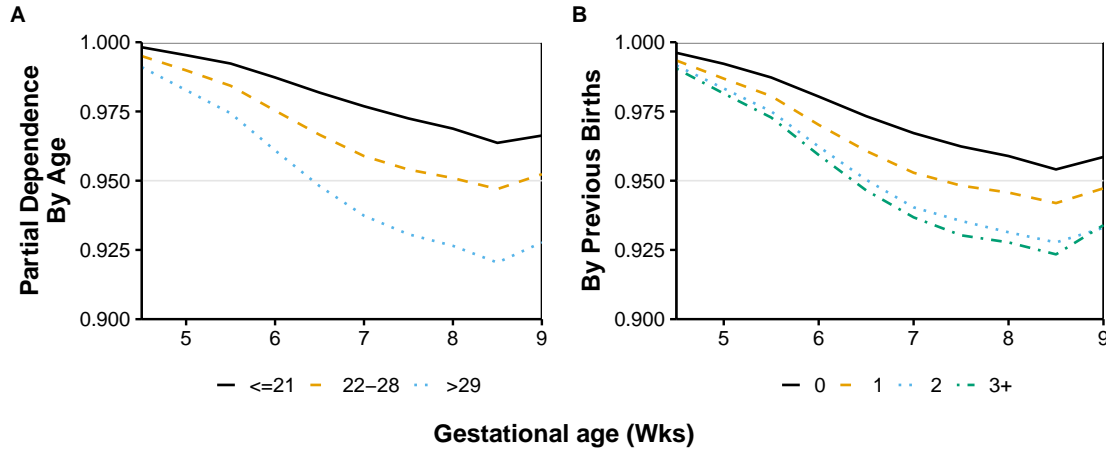 A
B
Partial Dependence
By Age
1.000
0.975
0.950
0.925
0.900
5 6 7 8 9
<=21 22−28 >29
By Previous Births
1.000
0.975
0.950
0.925
0.900
5 6 7 8 9
0 1 2 3+
Gestational age (Wks)